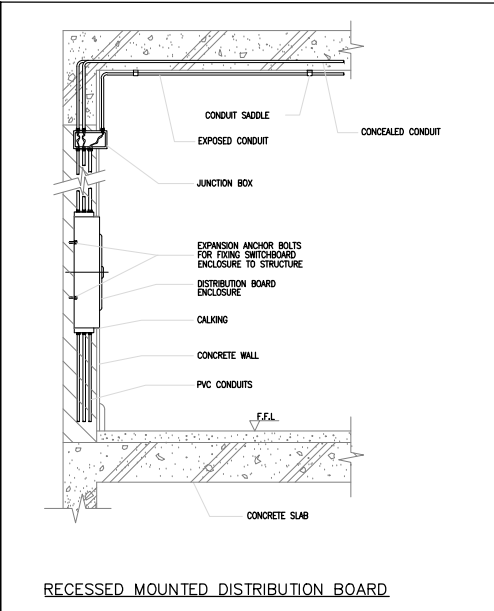 CONDUIT SADDLE
CONCEALED CONDUIT
EXPOSED CONDUIT
JUNCTION BOX
EXPANSION ANCHOR BOLTS
FOR FIXING SWITCHBOARD
ENCLOSURE TO STRUCTURE
DISTRIBUTION BOARD
ENCLOSURE
CALKING
CONCRETE WALL
PVC CONDUITS
F.F.L
CONCRETE SLAB
RECESSED MOUNTED DISTRIBUTION BOARD